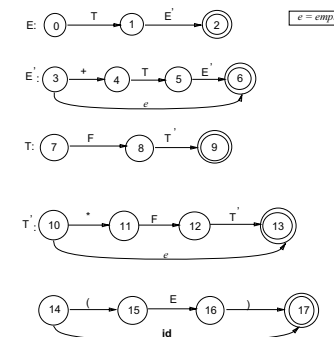 E: 0 T 1 E' 2
e = emp
E': 3 + 4 T 5 E' 6
e
T: 7 F 8 T' 9
T': 10 * 11 F 12 T' 13
e
14 ( 15 E 16 ) 17
id